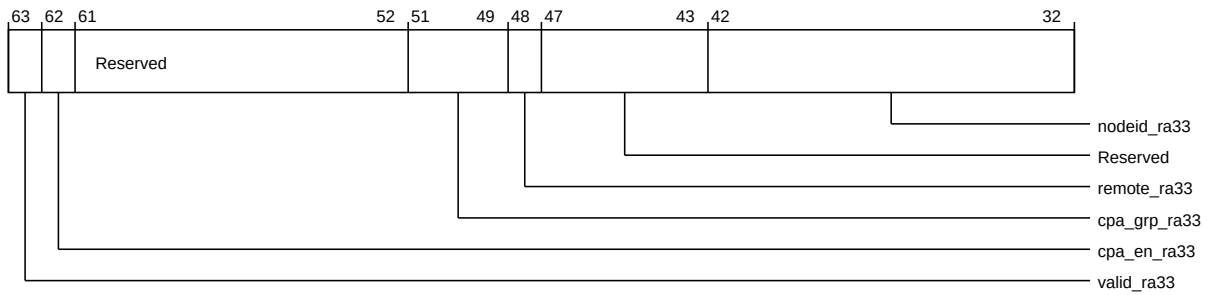 63 62 61 52 51 49 48 47 43 42 32
Reserved
nodeid_ra33
Reserved
remote_ra33
cpa_grp_ra33
cpa_en_ra33
valid_ra33